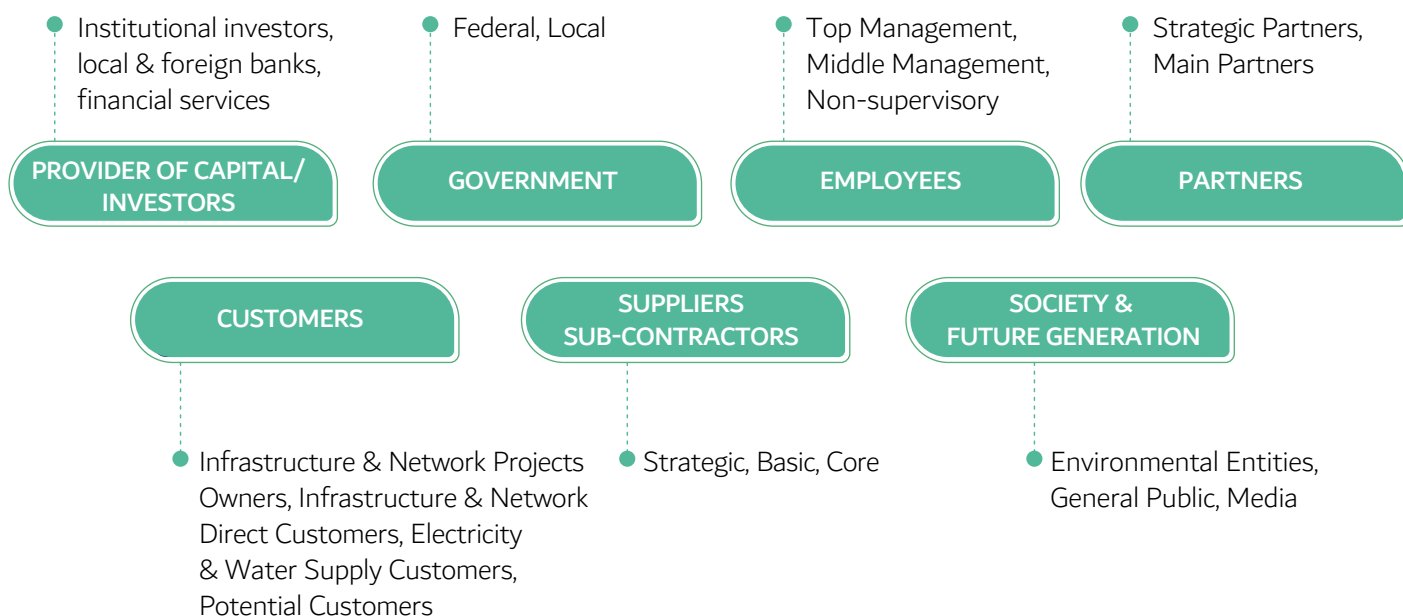 Institutional investors,
local & foreign banks,
financial services
Federal, Local
Top Management,
Middle Management,
Non-supervisory
Strategic Partners,
Main Partners
PROVIDER OF CAPITAL/
INVESTORS
GOVERNMENT
EMPLOYEES
PARTNERS
CUSTOMERS
SUPPLIERS
SUB-CONTRACTORS
SOCIETY &
FUTURE GENERATION
Infrastructure & Network Projects
Owners, Infrastructure & Network
Direct Customers, Electricity
& Water Supply Customers,
Potential Customers
Strategic, Basic, Core
Environmental Entities,
General Public, Media